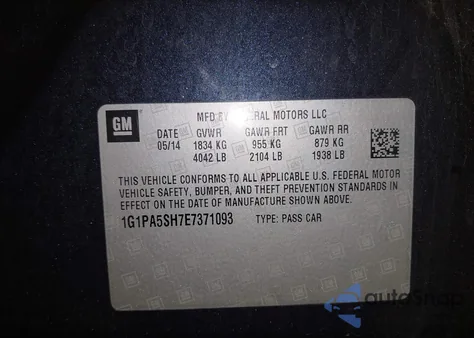 GM
MFD BY GENERAL MOTORS LLC
DATE GVWR GAWR FRT GAWR RR
05/14 1834 KG 955 KG 879 KG
4042 LB 2104 LB 1938 LB
THIS VEHICLE CONFORMS TO ALL APPLICABLE U.S. FEDERAL MOTOR
VEHICLE SAFETY, BUMPER, AND THEFT PREVENTION STANDARDS IN
EFFECT ON THE DATE OF MANUFACTURE SHOWN ABOVE.
1G1PA5SH7E7371093 TYPE: PASS CAR
autoSnap